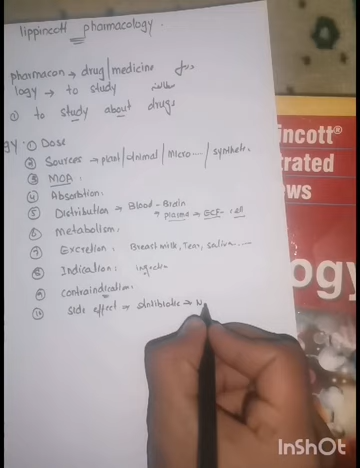 lippincott pharmacology.
pharmacon → drug/medicine
logy → to study
① to study about drugs
gy: ① Dose
② Sources → plant/animal/micro..../synthetic.
③ MOA.
④ Absorption.
⑤ Distribution → Blood-Brain
↳ plasma → ECF → cell
⑥ metabolism.
⑦ Excretion: Breast milk, Tear, Saliva.....
⑧ Indication:
⑨ contraindication:
⑩ Side effect → Antibiotic → N
incott
trated
ews
ogy
InShOt